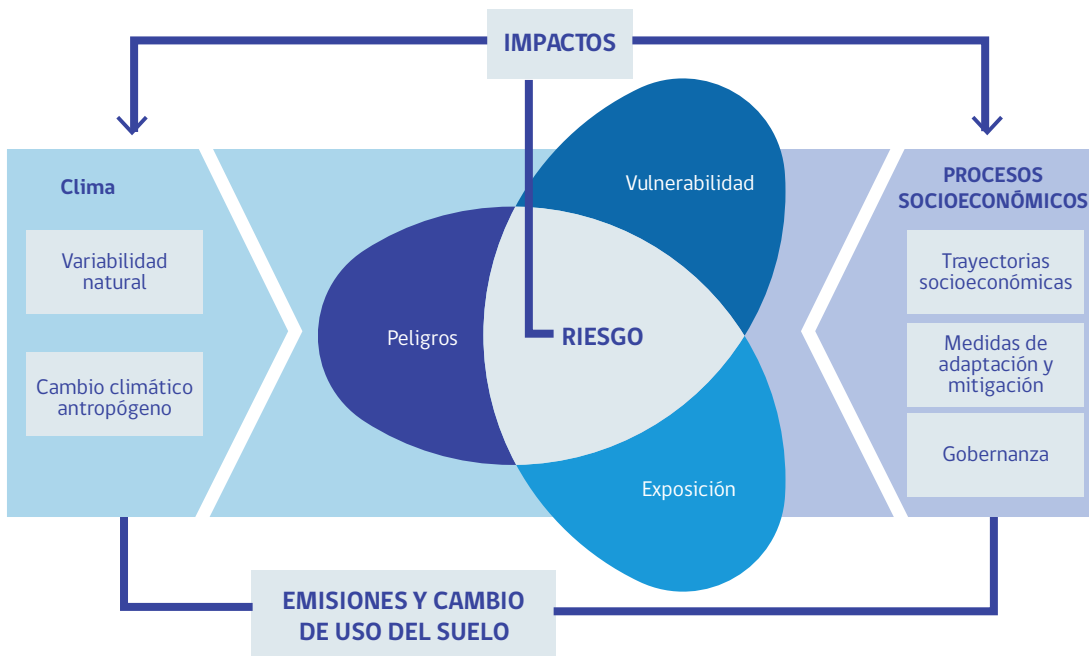 IMPACTOS
Clima
Variabilidad
natural
Cambio climático
antropógeno
Vulnerabilidad
Peligros
RIESGO
Exposición
PROCESOS
SOCIOECONÓMICOS
Trayectorias
socioeconómicas
Medidas de
adaptación y
mitigación
Gobernanza
EMISIONES Y CAMBIO
DE USO DEL SUELO